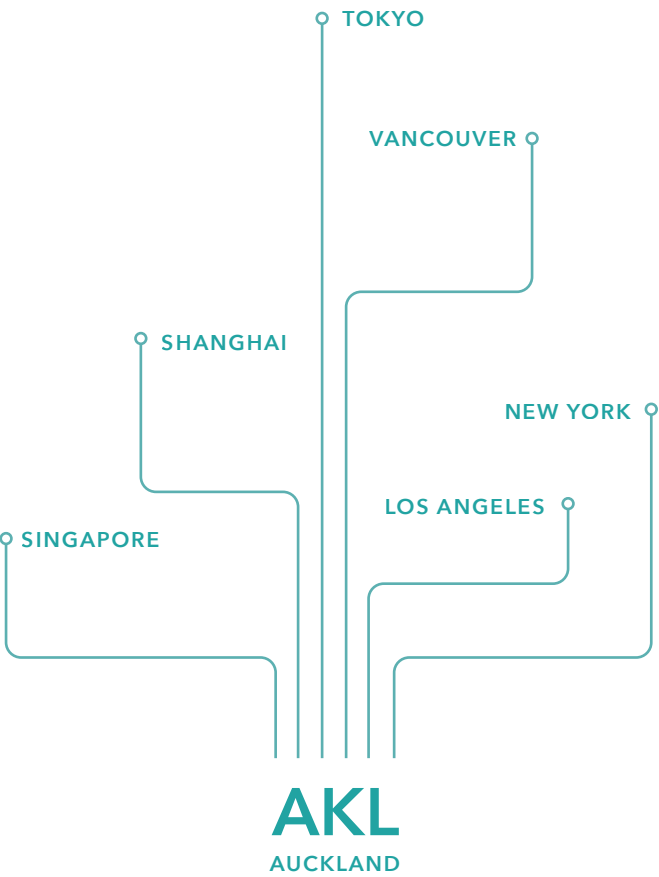 TOKYO
VANCOUVER
SHANGHAI
NEW YORK
LOS ANGELES
SINGAPORE
AKL
AUCKLAND